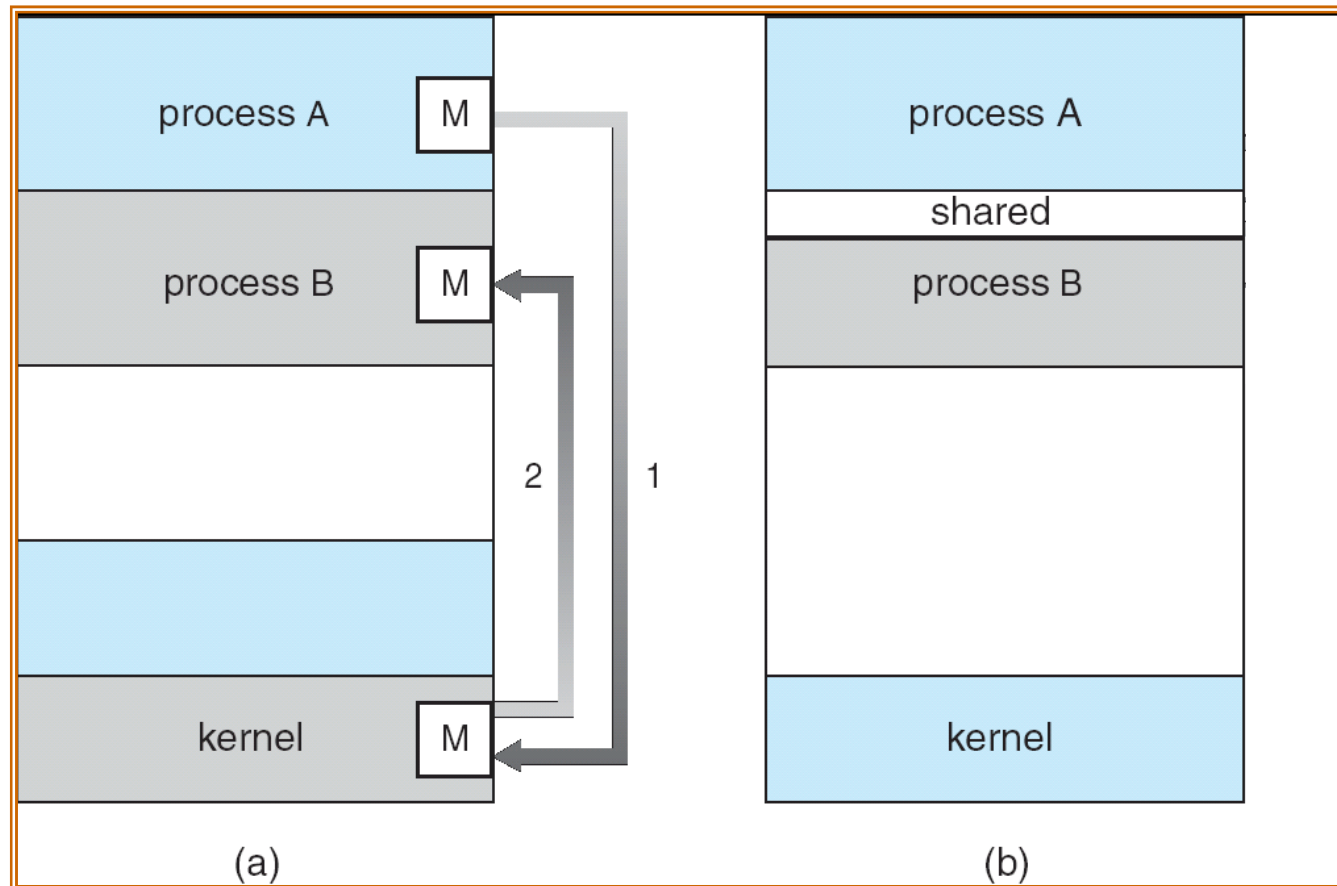 process A
M
process B
M
2
1
kernel
M
(a)
process A
shared
process B
kernel
(b)